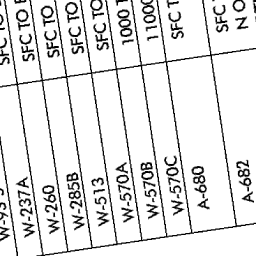 W-237A SFC TO
W-260 SFC TO
W-285B SFC TO
W-513 SFC TO
W-570A 1000
W-570B 11000
W-570C SFC
A-680 SFC
A-682 N O